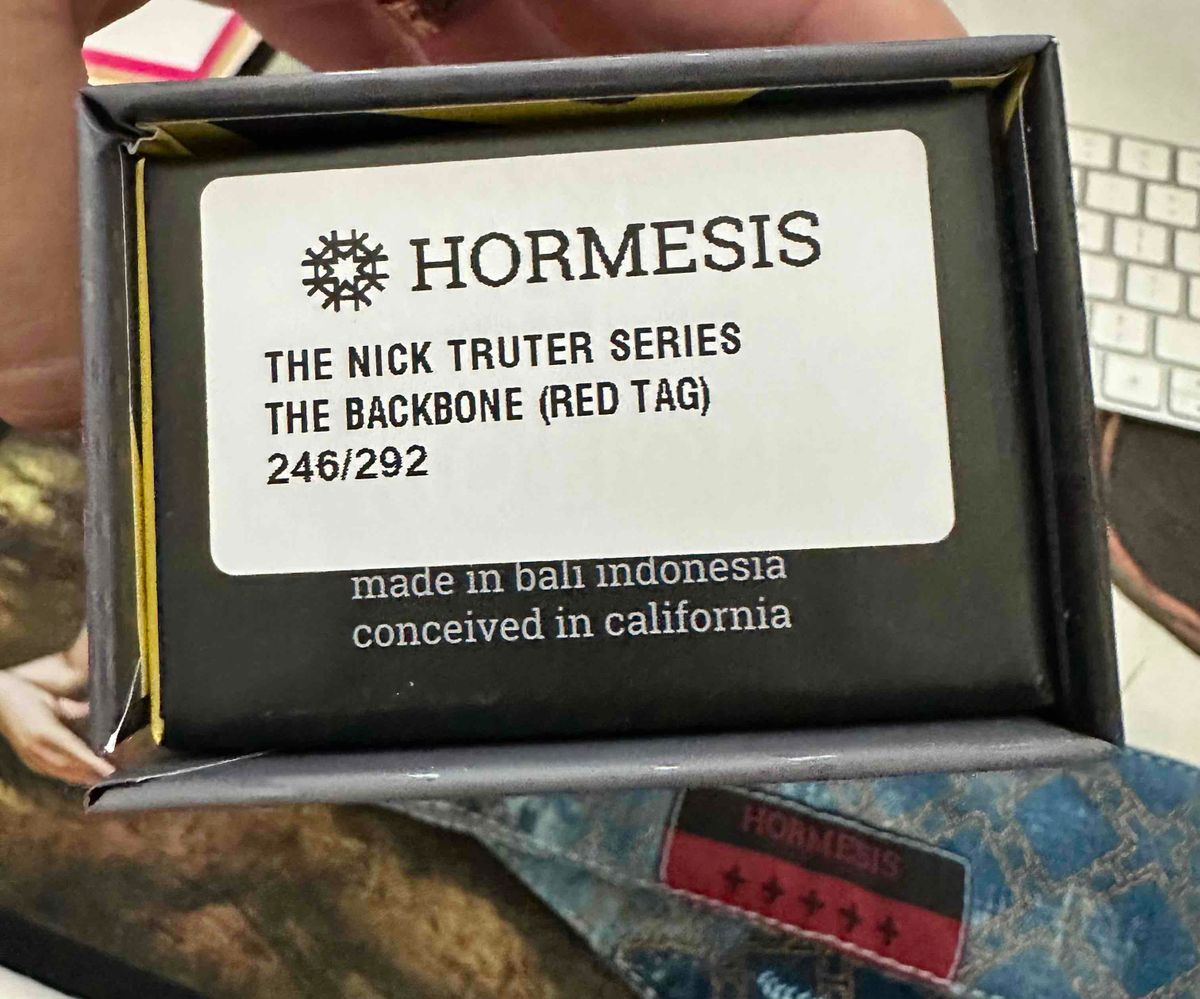 HORMESIS
THE NICK TRUTER SERIES
THE BACKBONE (RED TAG)
246/292
made in bali indonesia
conceived in california
HORMESIS
+++++